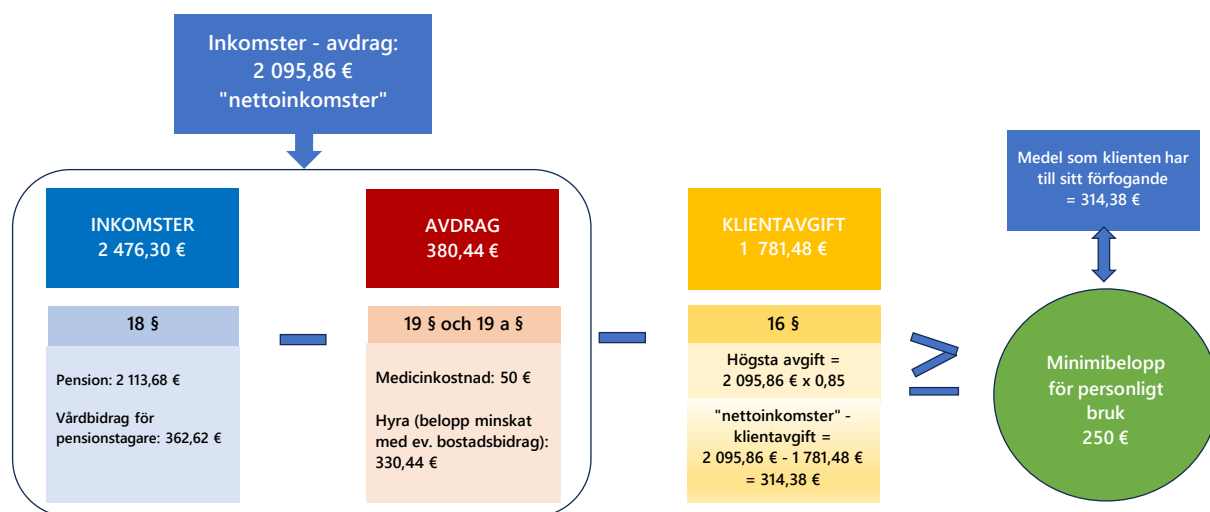 Inkomster - avdrag:
2 095,86 €
"nettoinkomster"
Medel som klienten har
till sitt förfogande
= 314,38 €
INKOMSTER
2 476,30 €
AVDRAG
380,44 €
KLIENTAVGIFT
1 781,48 €
18 §
Pension: 2 113,68 €
Vårdbidrag för
pensionstagare: 362,62 €
19 § och 19 a §
Medicinkostnad: 50 €
Hyra (belopp minskat
med ev. bostadsbidrag):
330,44 €
16 §
Högsta avgift =
2 095,86 € x 0,85
"nettoinkomster" -
klientavgift =
2 095,86 € - 1 781,48 €
= 314,38 €
Minimibelopp
för personligt
bruk
250 €